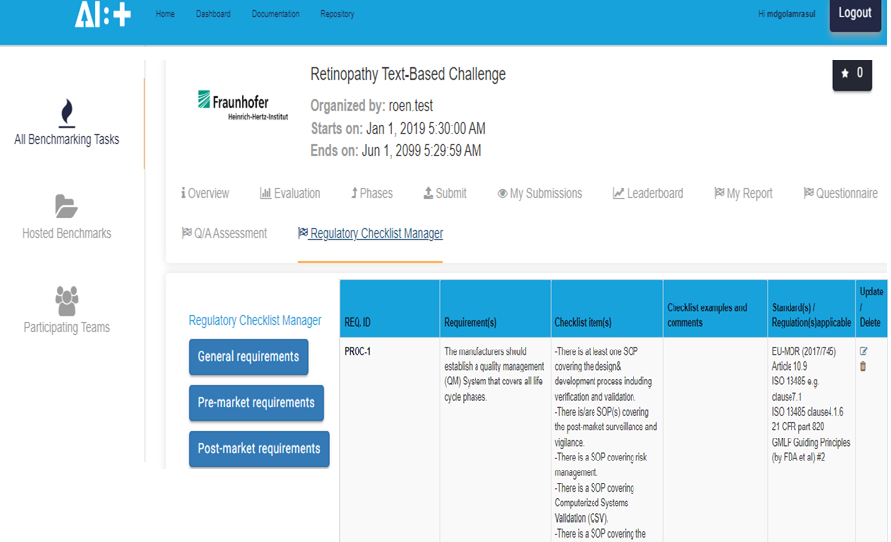 AI:+
Home Dashboard Documentation Repository Hi mdgolamrasul Logout
All Benchmarking Tasks
Hosted Benchmarks
Participating Teams
Fraunhofer
Heinrich-Hertz-Institut
Retinopathy Text-Based Challenge
Organized by: roen.test
Starts on: Jan 1, 2019 5:30:00 AM
Ends on: Jun 1, 2099 5:29:59 AM
0
Overview Evaluation Phases Submit My Submissions Leaderboard My Report Questionnaire
Q/A Assessment Regulatory Checklist Manager
Regulatory Checklist Manager
General requirements
Pre-market requirements
Post-market requirements
REQ. ID
Requirement(s)
Checklist item(s)
Checklist examples and
comments
Standard(s) /
Regulation(s)applicable
Update
/
Delete
PROC-1
The manufacturers should
establish a quality management
(QM) System that covers all life
cycle phases.
-There is at least one SOP
covering the design&
development process including
verification and validation.
-There is/are SOP(s) covering
the post-market surveillance and
vigilance.
-There is a SOP covering risk
management.
-There is a SOP covering
Computerized Systems
Validation (CSV).
-There is a SOP covering the
EU-MDR (2017/745)
Article 10.9
ISO 13485 e.g.
clause7.1
ISO 13485 clause4.1.6
21 CFR part 820
GMLF Guiding Principles
(by FDA et al) #2